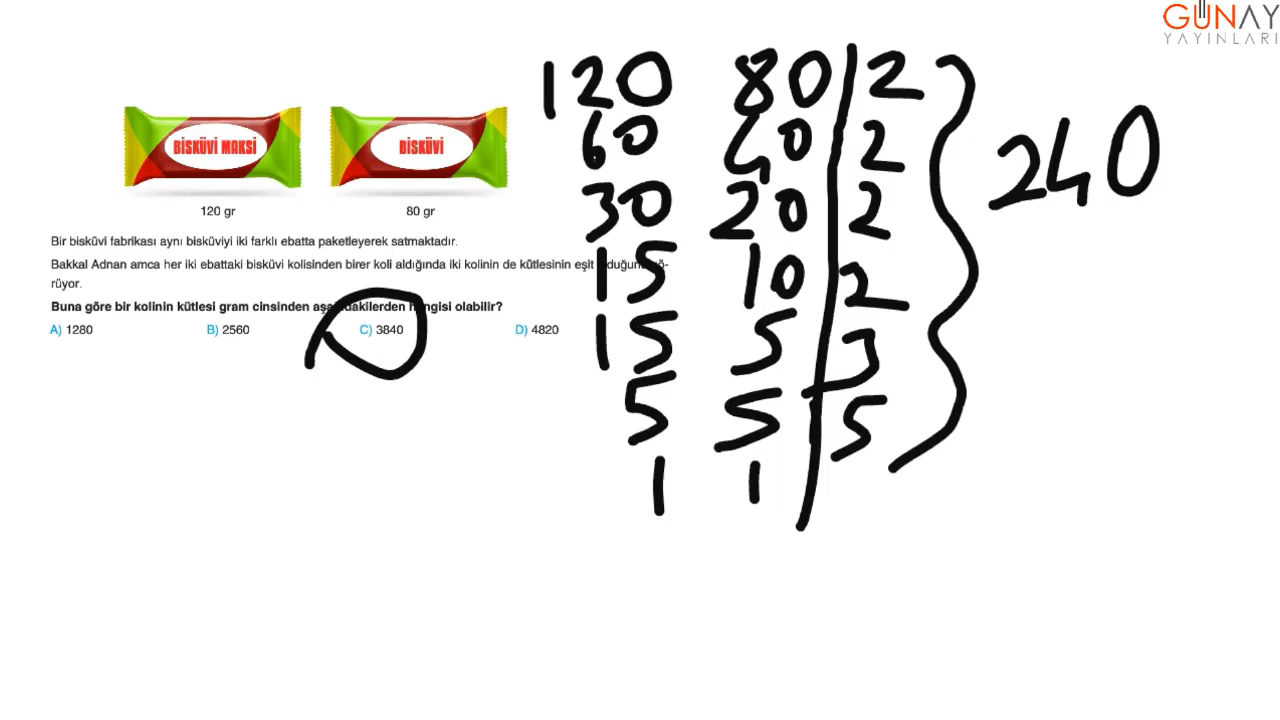 GÜNAY
YAYINLARI
BİSKÜVİ MAKSİ
BİSKÜVİ
120 gr
80 gr
Bir bisküvi fabrikası aynı bisküviyi iki farklı ebatta paketleyerek satmaktadır.
Bakkal Adnan amca her iki ebattaki bisküvi kolisinden birer koli aldığında iki kolinin de kütlesinin eşit olduğunu gö-
rüyor.
Buna göre bir kolinin kütlesi gram cinsinden aşağıdakilerden hangisi olabilir?
A) 1280 B) 2560 C) 3840 D) 4820
120 80 2
60 40 2
30 20 2
15 10 2
15 5 3
5 5 5
1 1
240